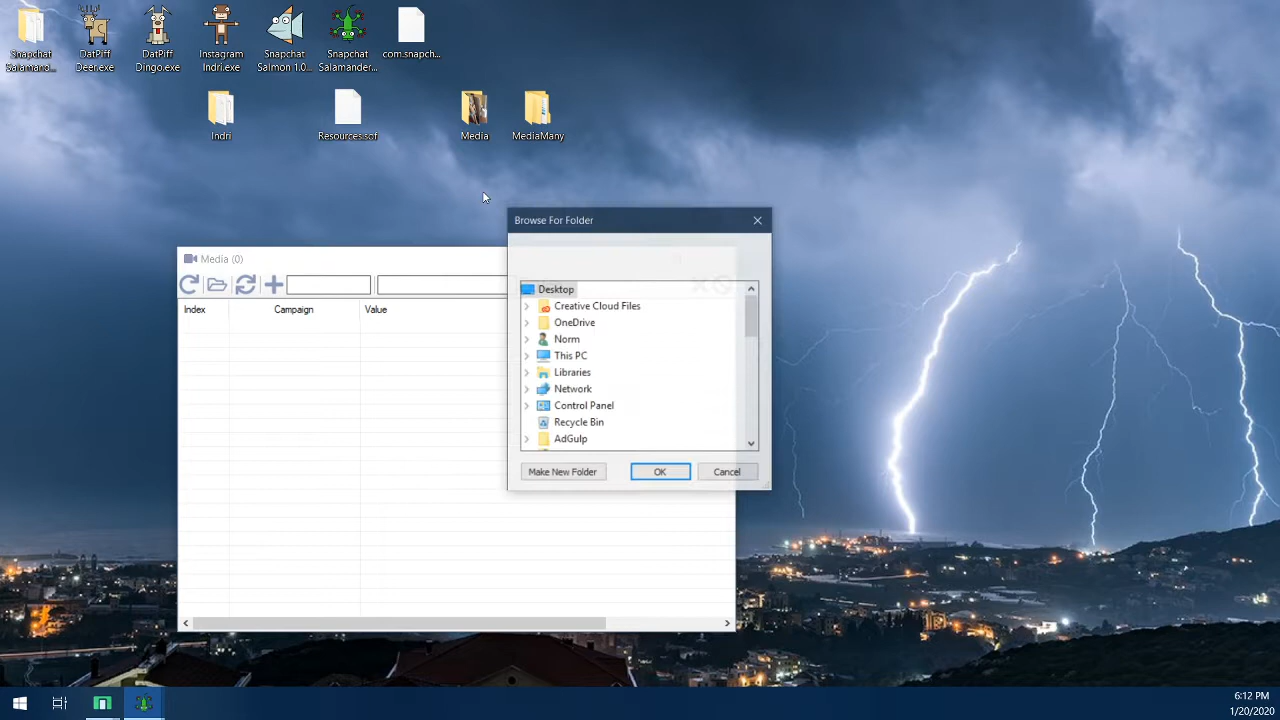 Snapchat
Salamano...
DatPiff
Deer.exe
DatPiff
Dingo.exe
Instagram
Indri.exe
Snapchat
Salmon 1.0...
Snapchat
Salamander...
com.snapch...
Indri
Resources.sof
Media
MediaMany
Browse For Folder
Media (0)
Desktop
Index
Campaign
Value
Creative Cloud Files
OneDrive
Norm
This PC
Libraries
Network
Control Panel
Recycle Bin
AdGulp
Make New Folder
OK
Cancel
6:12 PM
1/20/2020